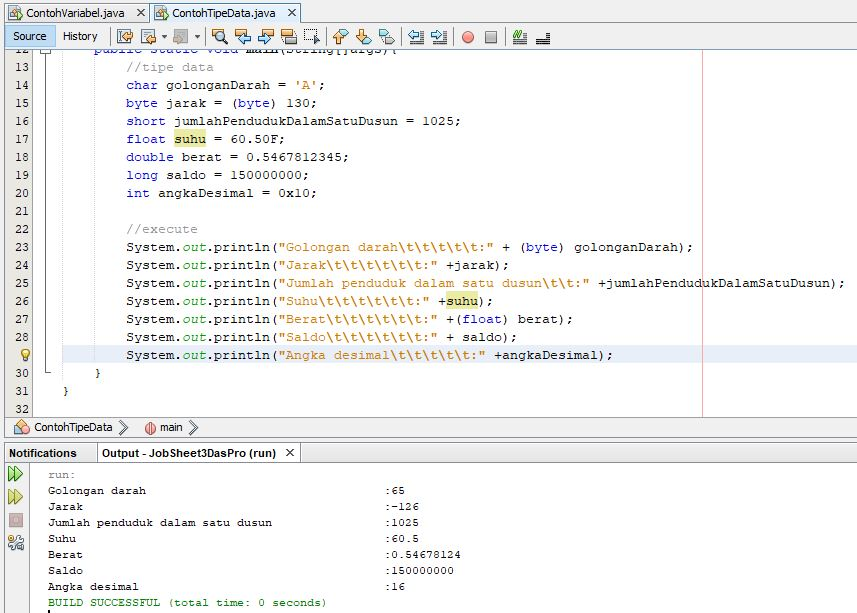 ContohVariabel.java × ContohTipeData.java ×
Source History
12 public static void main(String[]args){
13 //tipe data
14 char golonganDarah = 'A';
15 byte jarak = (byte) 130;
16 short jumlahPendudukDalamSatuDusun = 1025;
17 float suhu = 60.50F;
18 double berat = 0.5467812345;
19 long saldo = 150000000;
20 int angkaDesimal = 0x10;
21
22 //execute
23 System.out.println("Golongan darah\t\t\t\t\t:" + (byte) golonganDarah);
24 System.out.println("Jarak\t\t\t\t\t\t:" +jarak);
25 System.out.println("Jumlah penduduk dalam satu dusun\t\t:" +jumlahPendudukDalamSatuDusun);
26 System.out.println("Suhu\t\t\t\t\t\t:" +suhu);
27 System.out.println("Berat\t\t\t\t\t\t:" +(float) berat);
28 System.out.println("Saldo\t\t\t\t\t\t:" + saldo);
System.out.println("Angka desimal\t\t\t\t\t:" +angkaDesimal);
30 }
31 }
32
ContohTipeData main
Notifications Output - JobSheet3DasPro (run) ×
run:
Golongan darah :65
Jarak :-126
Jumlah penduduk dalam satu dusun :1025
Suhu :60.5
Berat :0.54678124
Saldo :150000000
Angka desimal :16
BUILD SUCCESSFUL (total time: 0 seconds)